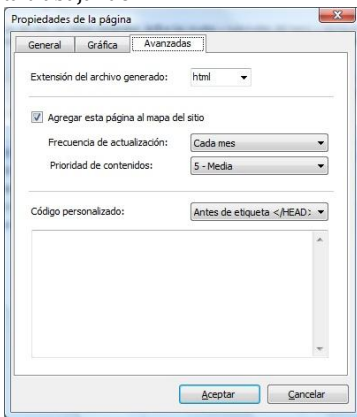 Propiedades de la página
General Gráfica Avanzadas
Extensión del archivo generado: html
Agregar esta página al mapa del sitio
Frecuencia de actualización: Cada mes
Prioridad de contenidos: 5 - Media
Código personalizado: Antes de etiqueta </HEAD>
Aceptar Cancelar